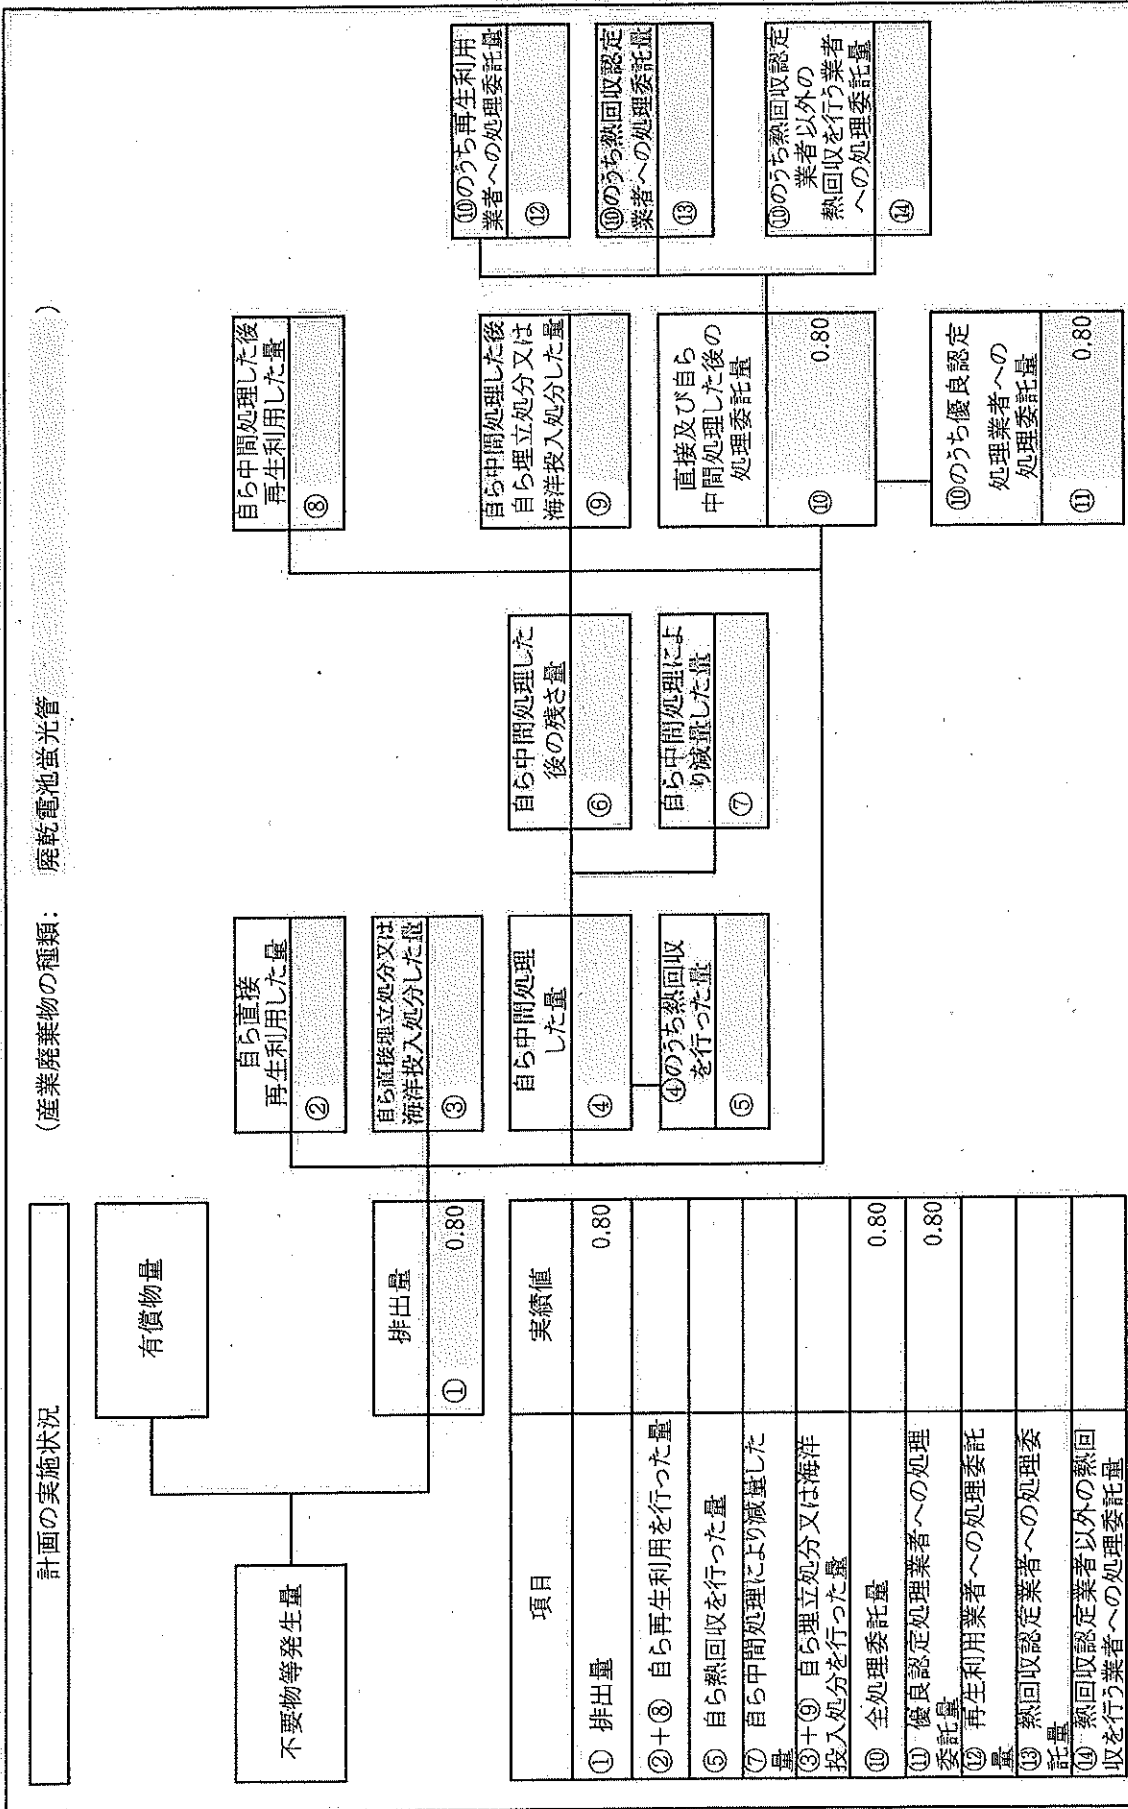 計画の実施状況
(産業廃棄物の種類: 廃乾電池蛍光管 )
不要物等発生量
有償物量
排出量
① 0.80
自ら直接
再生利用した量
②
自ら直接埋立処分又は
海洋投入処分した量
③
自ら中間処理
した量
④
④のうち熱回収
を行った量
⑤
自ら中間処理した
後の残さ量
⑥
自ら中間処理によ
り減量した量
⑦
自ら中間処理した後
再生利用した量
⑧
自ら中間処理した後
自ら埋立処分又は
海洋投入処分した量
⑨
直接及び自ら
中間処理した後の
処理委託量
⑩ 0.80
⑩のうち優良認定
処理業者への
処理委託量
⑪ 0.80
⑩のうち再生利用
業者への処理委託量
⑫
⑩のうち熱回収認定
業者への処理委託量
⑬
⑩のうち熱回収認定
業者以外の
熱回収を行う業者
への処理委託量
⑭
項目 実績値
① 排出量 0.80
②+⑧ 自ら再生利用を行った量
⑤ 自ら熱回収を行った量
⑦ 自ら中間処理により減量した
量
③+⑨ 自ら埋立処分又は海洋
投入処分を行った量
⑩ 全処理委託量 0.80
⑪ 優良認定処理業者への処理
委託量 0.80
⑫ 再生利用業者への処理委託
量
⑬ 熱回収認定業者への処理委
託量
⑭ 熱回収認定業者以外の熱回
収を行う業者への処理委託量